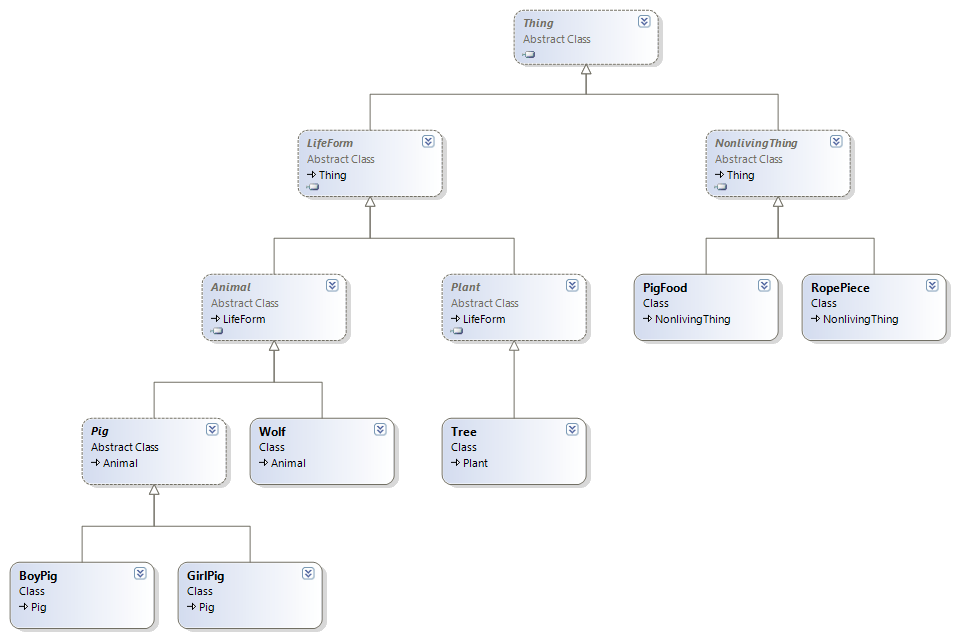 Thing
Abstract Class
LifeForm
Abstract Class
Thing
NonlivingThing
Abstract Class
Thing
Animal
Abstract Class
LifeForm
Plant
Abstract Class
LifeForm
PigFood
Class
NonlivingThing
RopePiece
Class
NonlivingThing
Pig
Abstract Class
Animal
Wolf
Class
Animal
Tree
Class
Plant
BoyPig
Class
Pig
GirlPig
Class
Pig